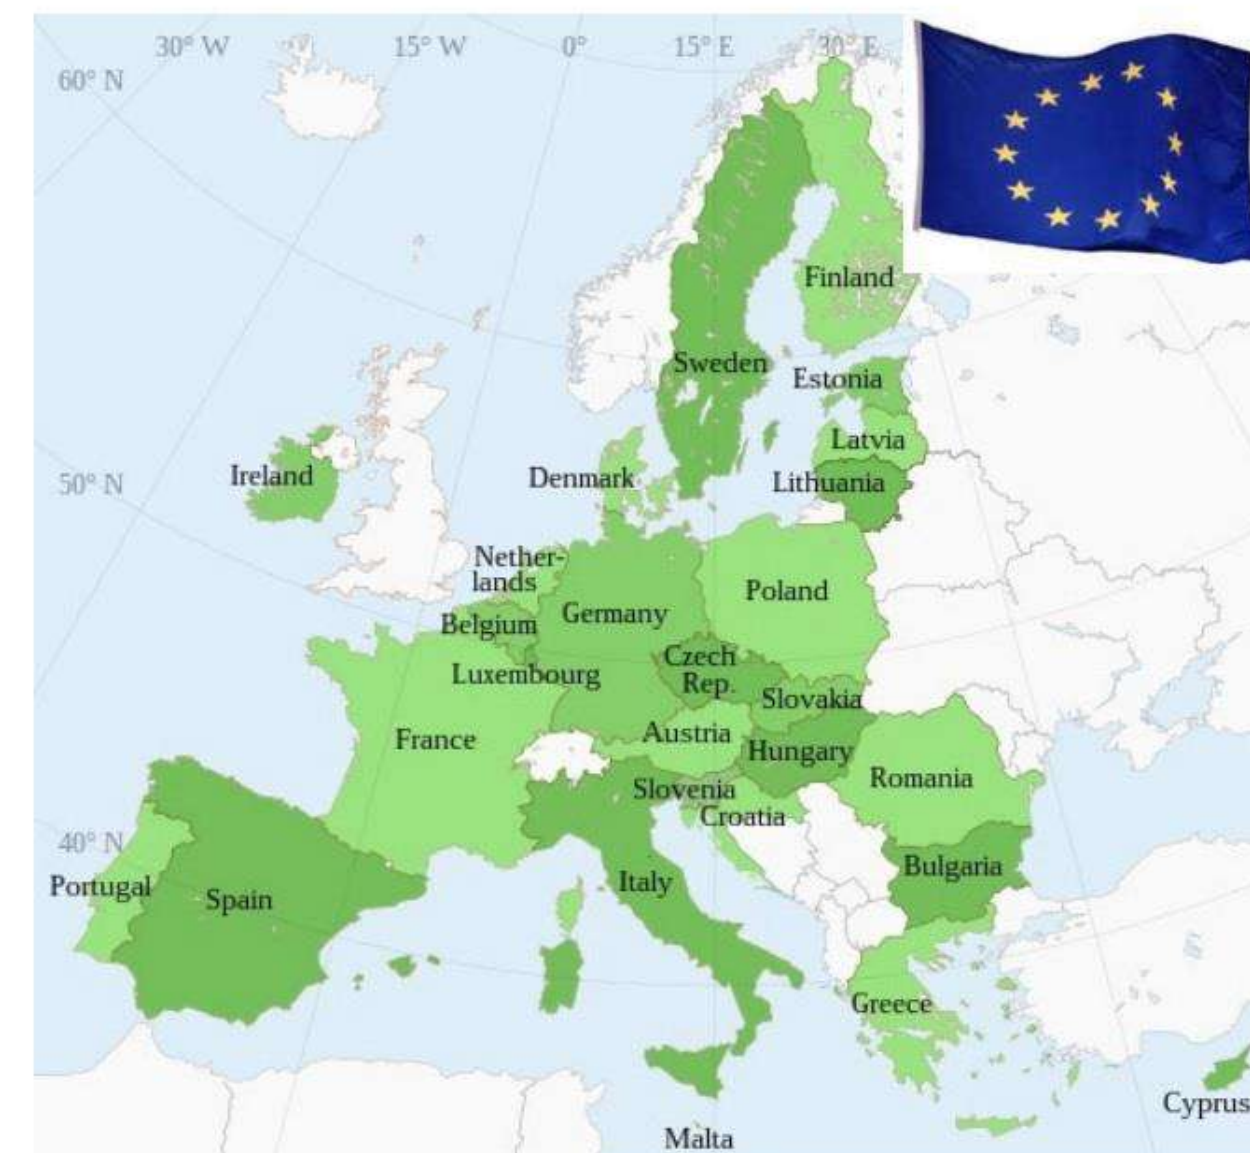 30° W
15° W
0°
15° E
30° E
60° N
Finland
Sweden
Estonia
Latvia
Ireland
50° N
Denmark
Lithuania
Nether-
lands
Poland
Germany
Belgium
Czech
Rep.
Luxembourg
Slovakia
Austria
France
Hungary
Romania
Slovenia
Croatia
40° N
Bulgaria
Portugal
Spain
Italy
Greece
Cyprus
Malta